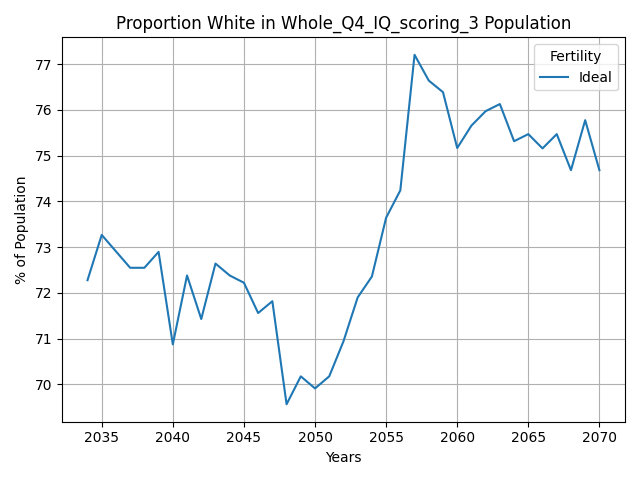 Proportion White in Whole_Q4_IQ_scoring_3 Population
Fertility
Ideal
% of Population
77
76
75
74
73
72
71
70
2035 2040 2045 2050 2055 2060 2065 2070
Years